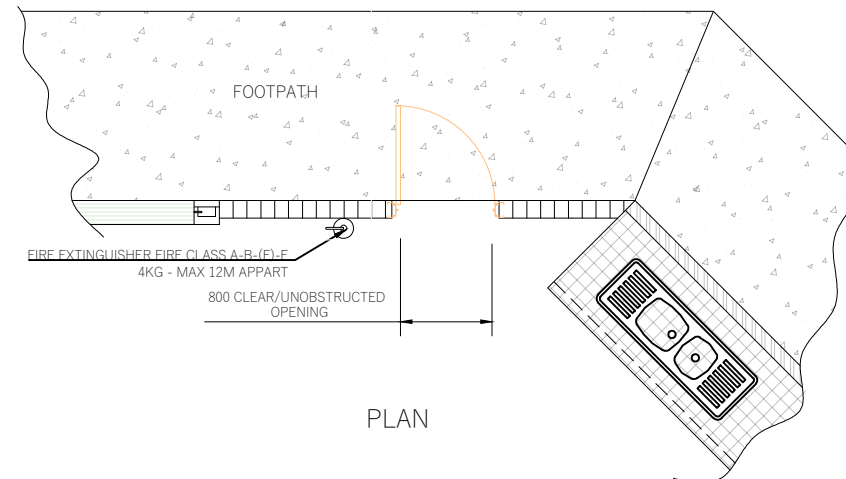 FOOTPATH
FIRE EXTINGUISHER FIRE CLASS A-B-(E)-F
4KG - MAX 12M APPART
800 CLEAR/UNOBSTRUCTED
OPENING
PLAN